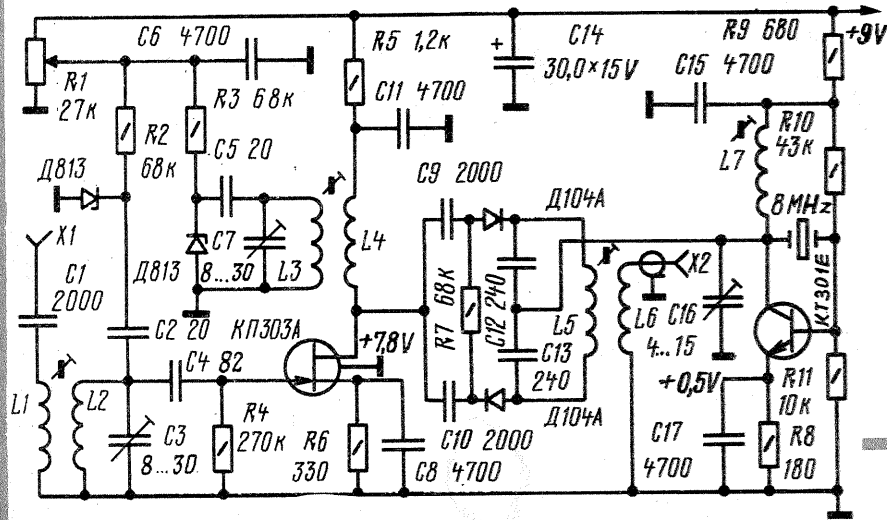 C6 4700
R5 1,2к
C14
30,0×15V
R9 680
+9V
C15 4700
R1
27к
R3 68к
C11 4700
R2
68к
C5 20
R10
43к
L7
Д813
C9 2000
Д104А
8MHz
X1
C7
8...30
L3
L4
Д813
X2
C1
2000
R7 68к
C12 240
L5
L6
C16
4...15
КТ301Е
C2 20
КП303А
+7,8V
C13
240
C4 82
+0,5V
L1
L2
R11
10к
Д104А
C3
8...30
R4
270к
R6
330
C10 2000
C8 4700
C17
4700
R8
180